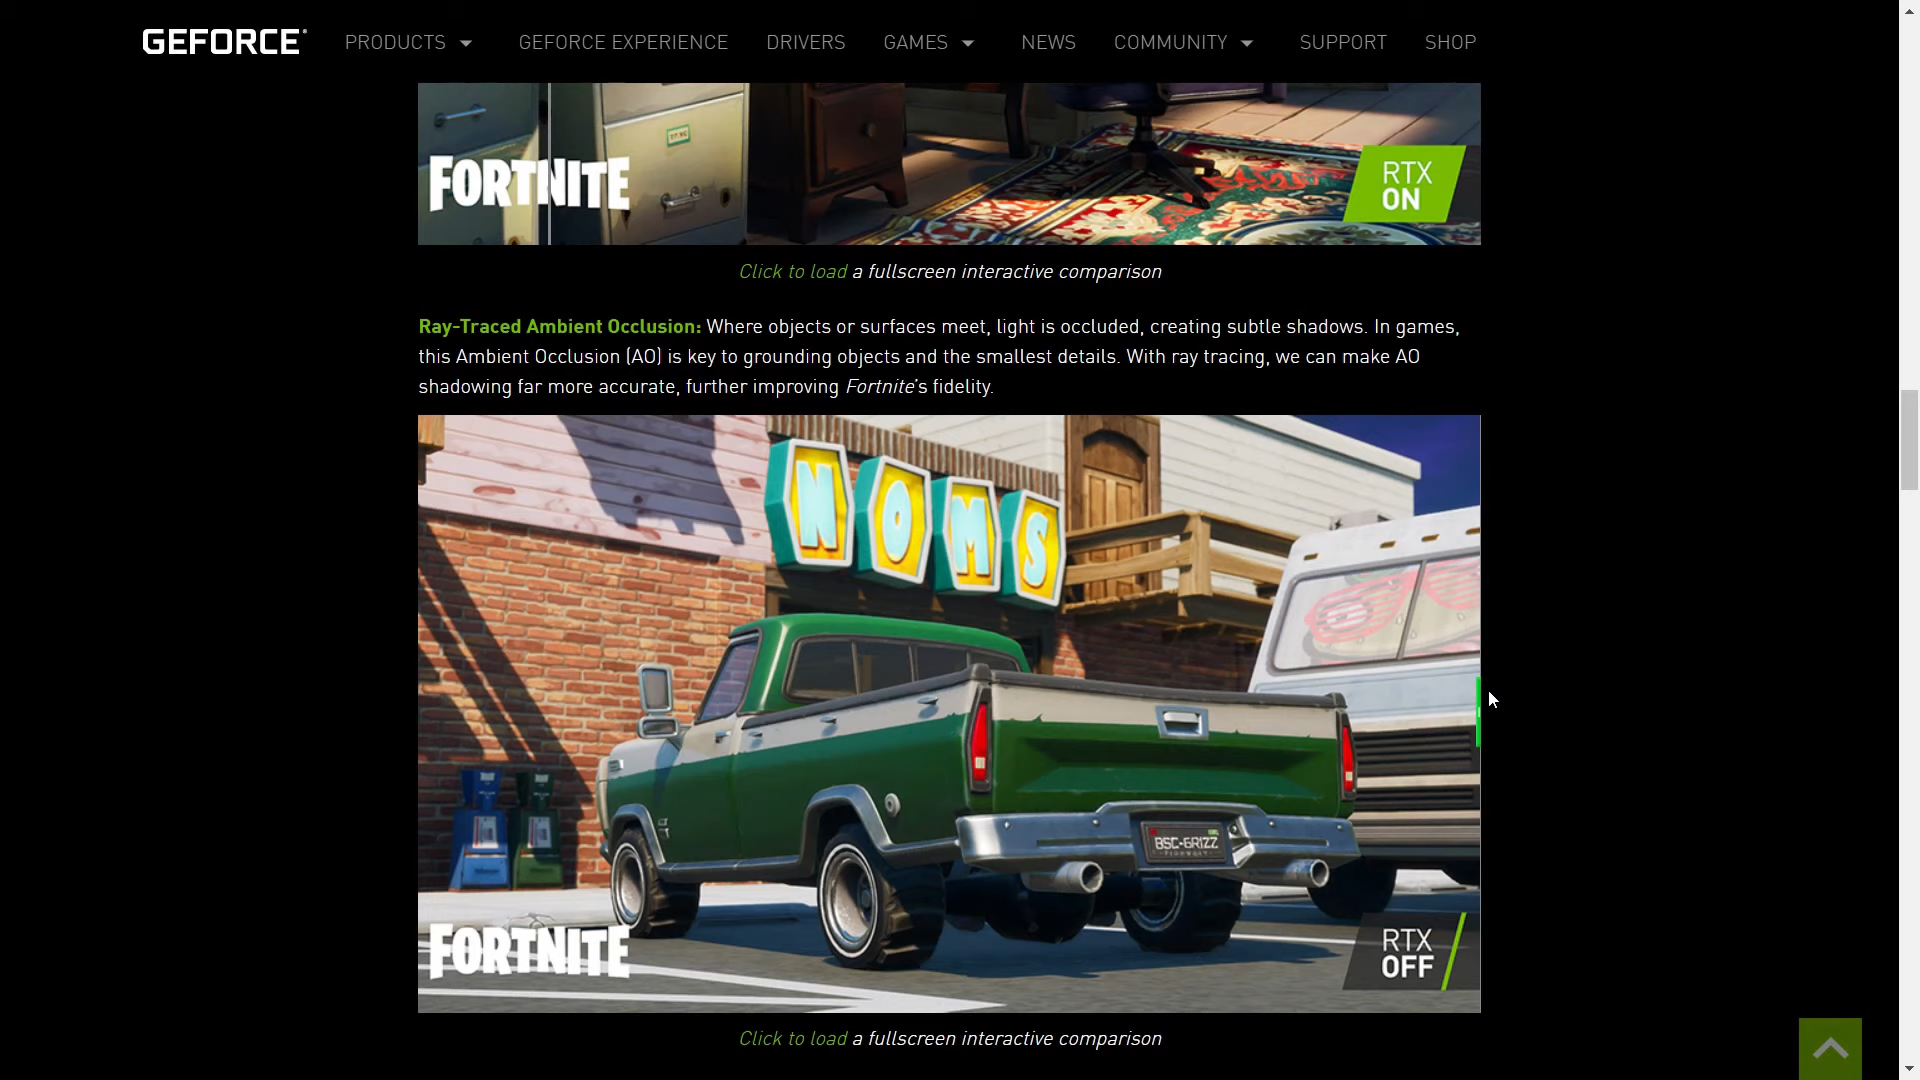 GEFORCE
PRODUCTS
GEFORCE EXPERIENCE
DRIVERS
GAMES
NEWS
COMMUNITY
SUPPORT
SHOP
FORTNITE
RTX
ON
Click to load a fullscreen interactive comparison
Ray-Traced Ambient Occlusion: Where objects or surfaces meet, light is occluded, creating subtle shadows. In games,
this Ambient Occlusion (AO) is key to grounding objects and the smallest details. With ray tracing, we can make AO
shadowing far more accurate, further improving Fortnite's fidelity.
NOMS
BSC-GRIZZ
FORTNITE
RTX
OFF
Click to load a fullscreen interactive comparison